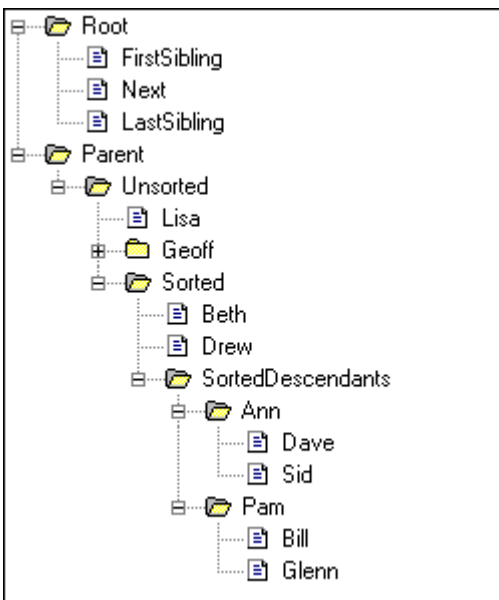 Root
FirstSibling
Next
LastSibling
Parent
Unsorted
Lisa
Geoff
Sorted
Beth
Drew
SortedDescendants
Ann
Dave
Sid
Pam
Bill
Glenn